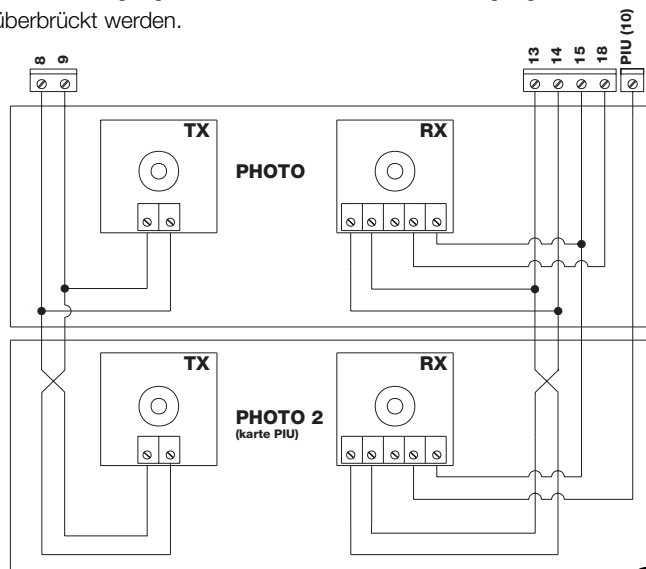 überbrückt werden.
8 9 13 14 15 18 PIU (10)
TX RX
PHOTO
TX RX
PHOTO 2
(karte PIU)